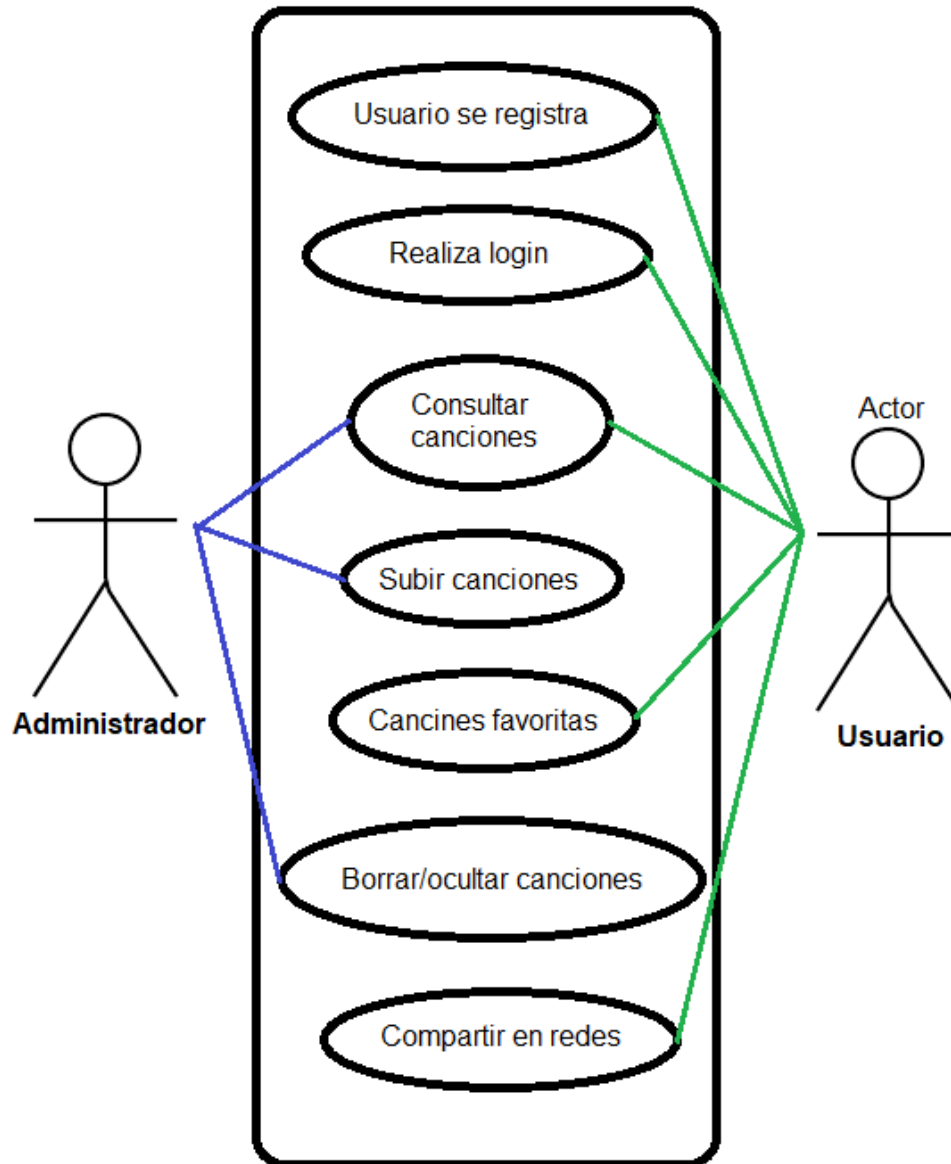 Usuario se registra
Realiza login
Consultar
canciones
Actor
Subir canciones
Administrador
Cancines favoritas
Usuario
Borrar/ocultar canciones
Compartir en redes